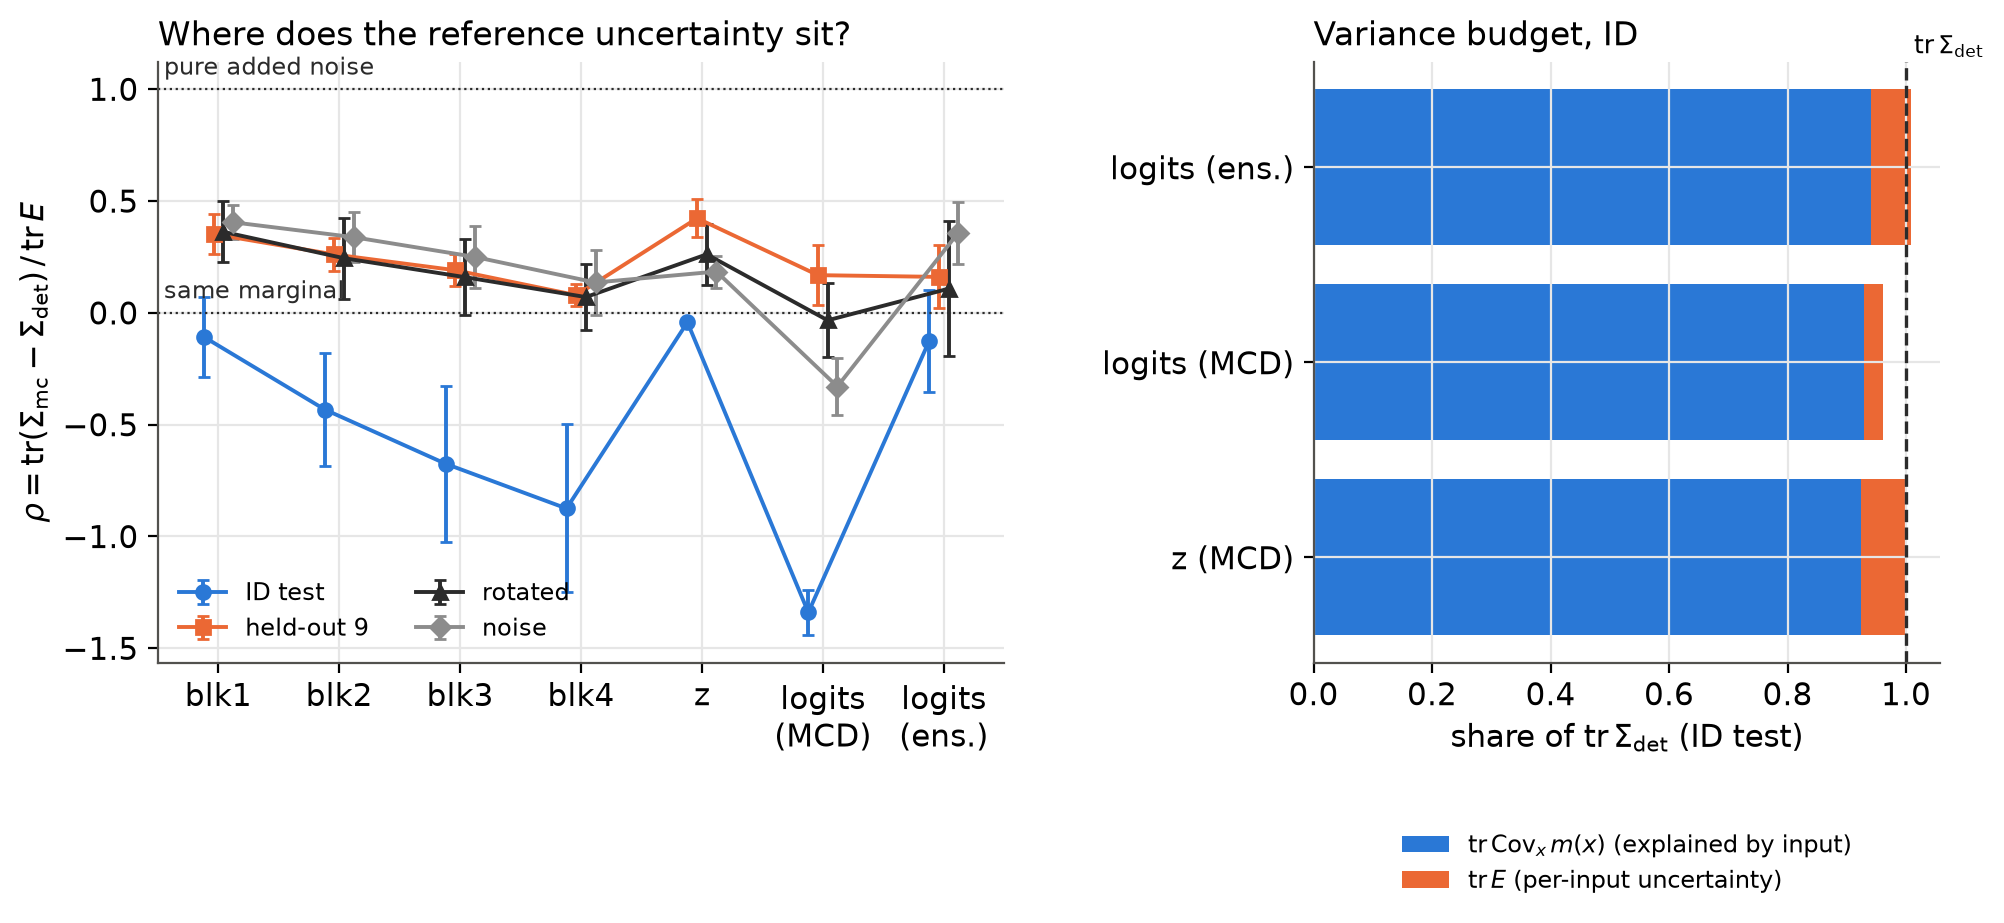 Where does the reference uncertainty sit?
pure added noise
same marginal
ρ = tr(Σmc − Σdet) / tr E
1.0
0.5
0.0
−0.5
−1.0
−1.5
ID test
held-out 9
rotated
noise
blk1
blk2
blk3
blk4
z
logits
(MCD)
logits
(ens.)
Variance budget, ID
tr Σdet
logits (ens.)
logits (MCD)
z (MCD)
0.0
0.2
0.4
0.6
0.8
1.0
share of tr Σdet (ID test)
tr Covx m(x) (explained by input)
tr E (per-input uncertainty)